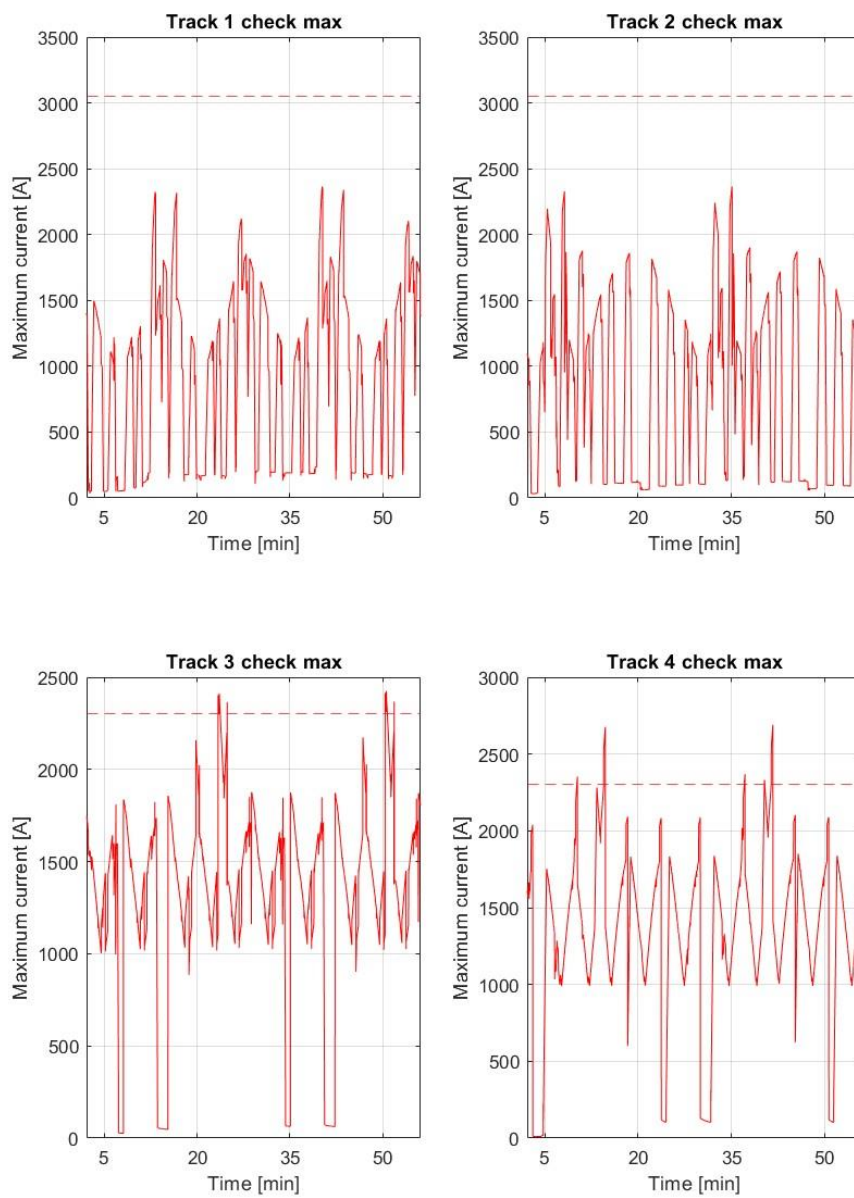 Track 1 check max
3500
3000
2500
2000
1500
1000
500
0
Maximum current [A]
5 20 35 50
Time [min]
Track 2 check max
3500
3000
2500
2000
1500
1000
500
0
Maximum current [A]
5 20 35 50
Time [min]
Track 3 check max
2500
2000
1500
1000
500
0
Maximum current [A]
5 20 35 50
Time [min]
Track 4 check max
3000
2500
2000
1500
1000
500
0
Maximum current [A]
5 20 35 50
Time [min]